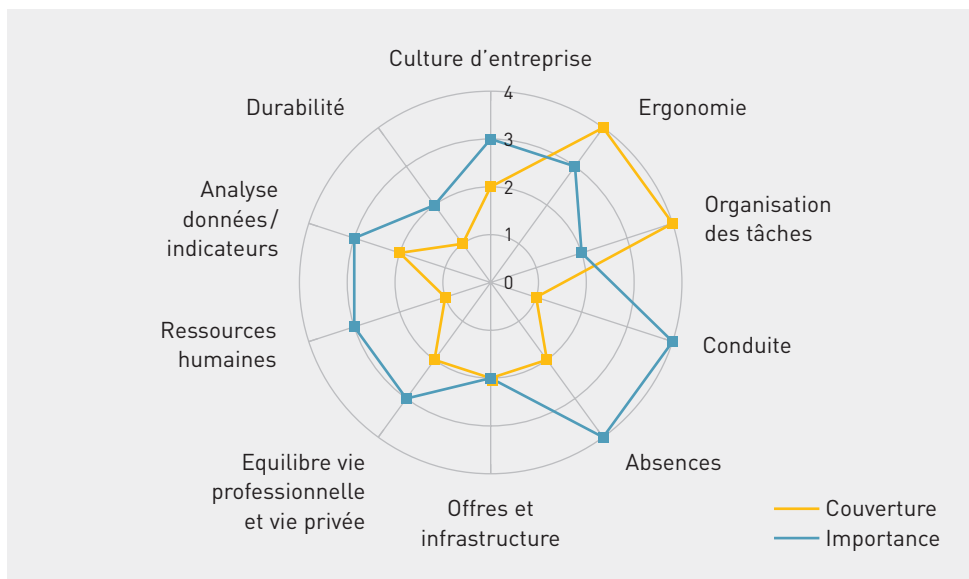 Culture d'entreprise
4
3
2
1
0
Ergonomie
Organisation
des tâches
Conduite
Absences
Offres et
infrastructure
Equilibre vie
professionnelle
et vie privée
Ressources
humaines
Analyse
données/
indicateurs
Durabilité
Couverture
Importance